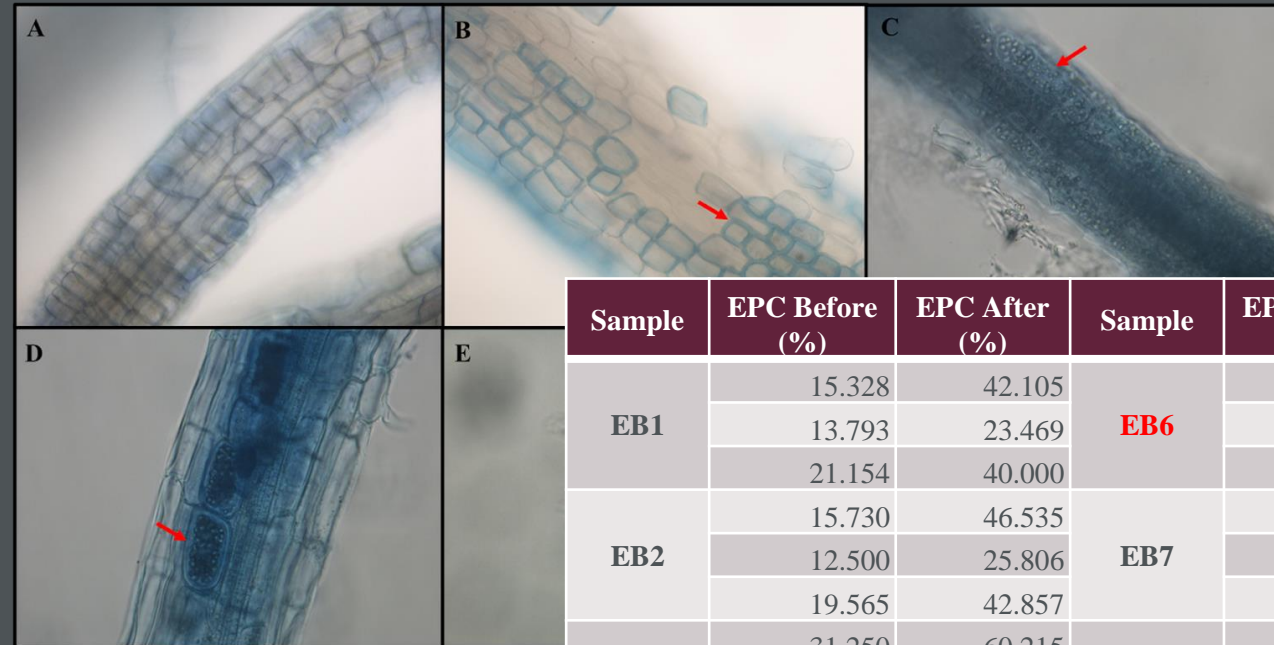 A
B
C
D
E
Sample EPC Before (%) EPC After (%) Sample
EB1 15.328 42.105 EB6
13.793 23.469
21.154 40.000
EB2 15.730 46.535 EB7
12.500 25.806
19.565 42.857